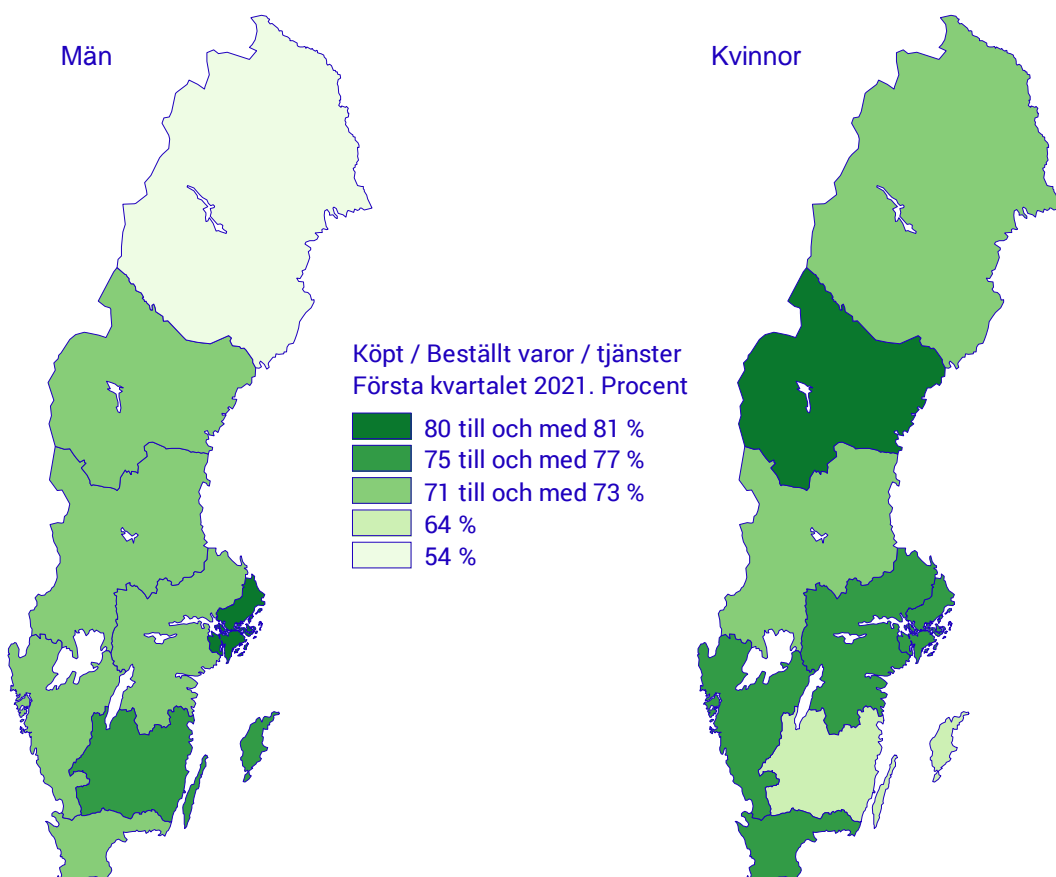 Män
Kvinnor
Köpt / Beställt varor / tjänster
Första kvartalet 2021. Procent
80 till och med 81 %
75 till och med 77 %
71 till och med 73 %
64 %
54 %